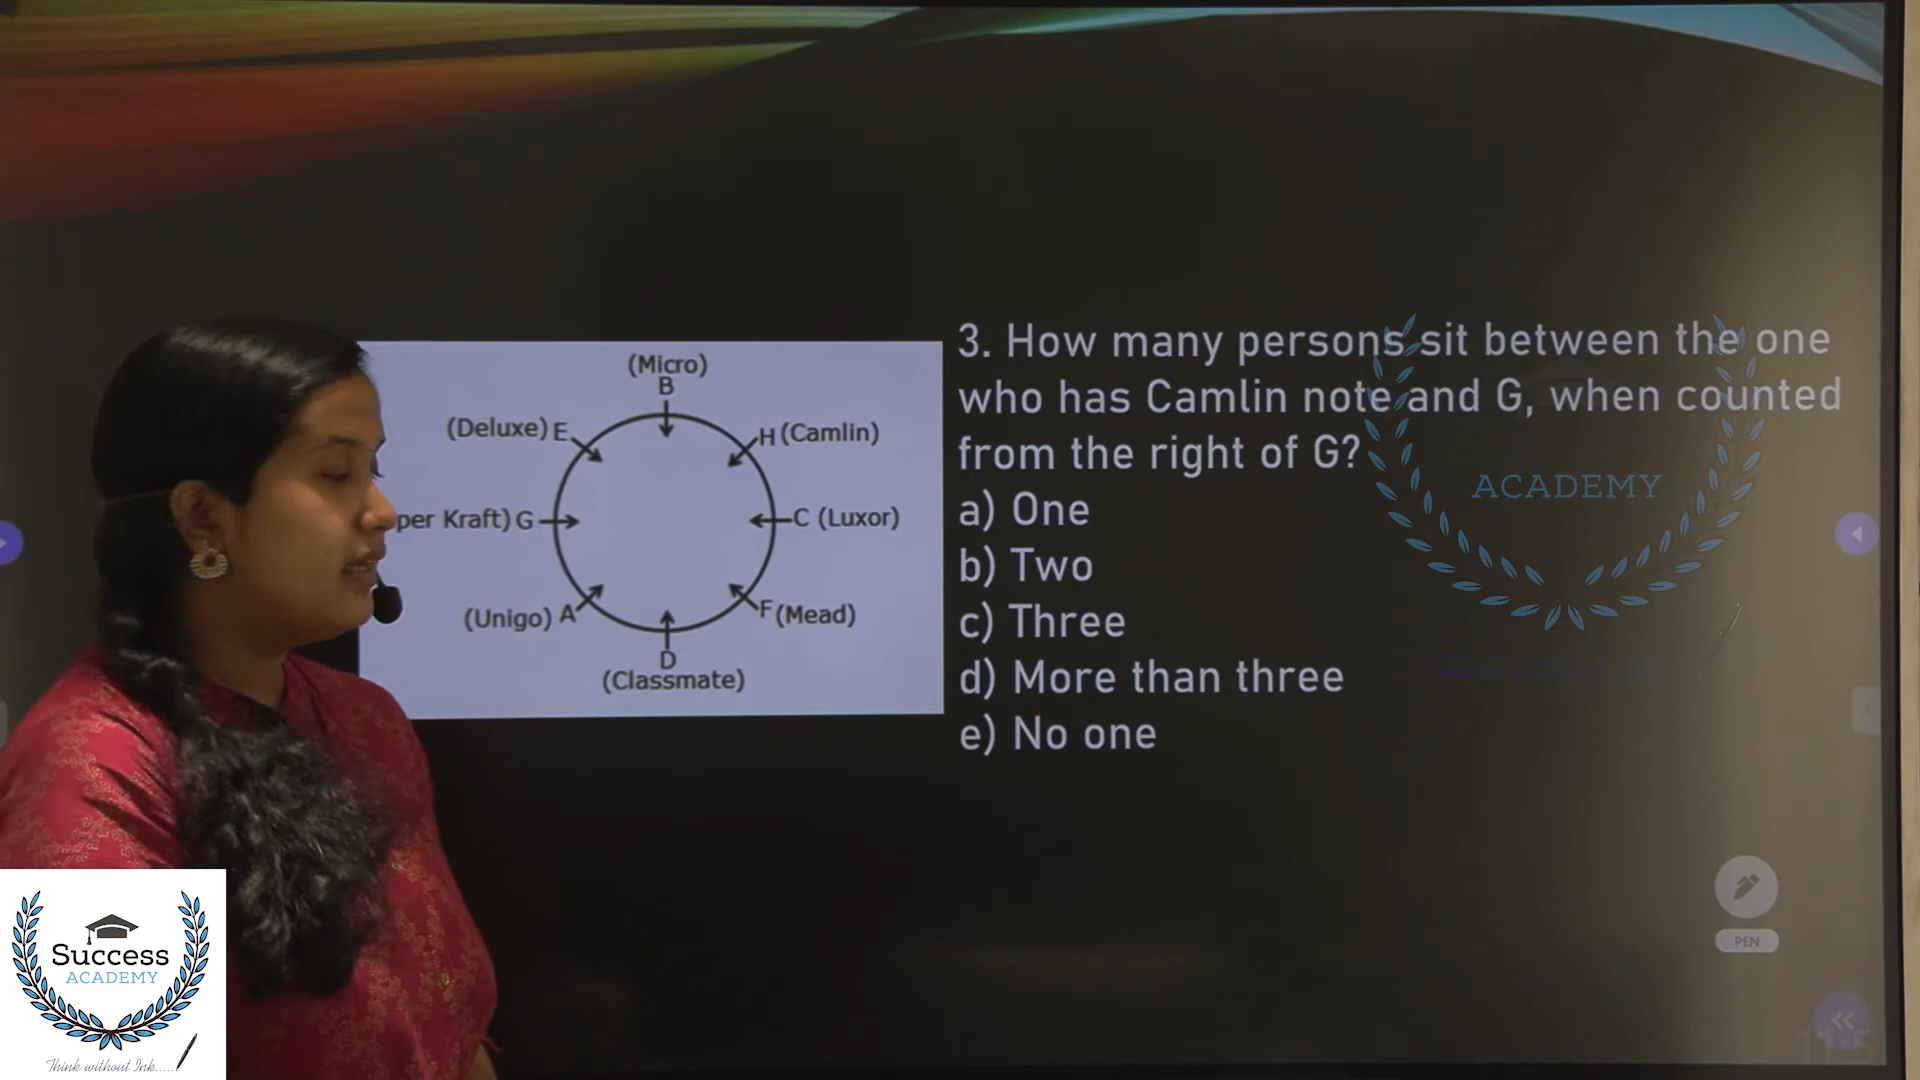 (Micro)
B
(Deluxe) E
H (Camlin)
per Kraft) G
C (Luxor)
(Unigo) A
F (Mead)
D
(Classmate)
3. How many persons sit between the one
who has Camlin note and G, when counted
from the right of G?
a) One
b) Two
c) Three
d) More than three
e) No one
ACADEMY
PEN
Success
ACADEMY
Think without Ink.....